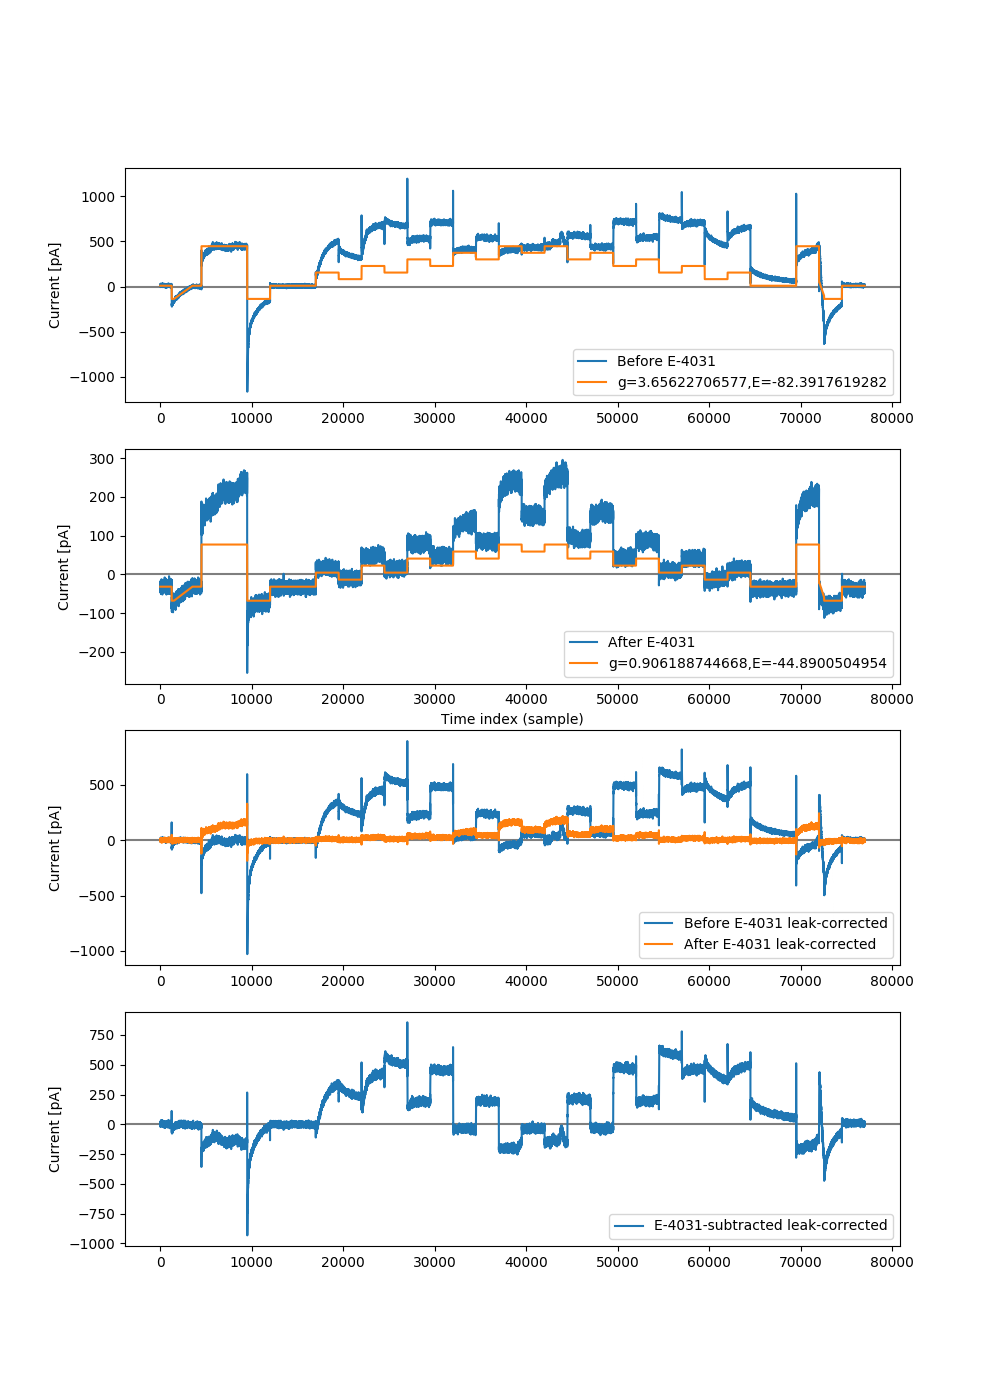 1000
500
0
−500
−1000
Current [pA]
Before E-4031
g=3.65622706577,E=-82.3917619282
0 10000 20000 30000 40000 50000 60000 70000 80000
300
200
100
0
−100
−200
Current [pA]
After E-4031
g=0.906188744668,E=-44.8900504954
0 10000 20000 30000 40000 50000 60000 70000 80000
Time index (sample)
500
0
−500
−1000
Current [pA]
Before E-4031 leak-corrected
After E-4031 leak-corrected
0 10000 20000 30000 40000 50000 60000 70000 80000
750
500
250
0
−250
−500
−750
−1000
Current [pA]
E-4031-subtracted leak-corrected
0 10000 20000 30000 40000 50000 60000 70000 80000